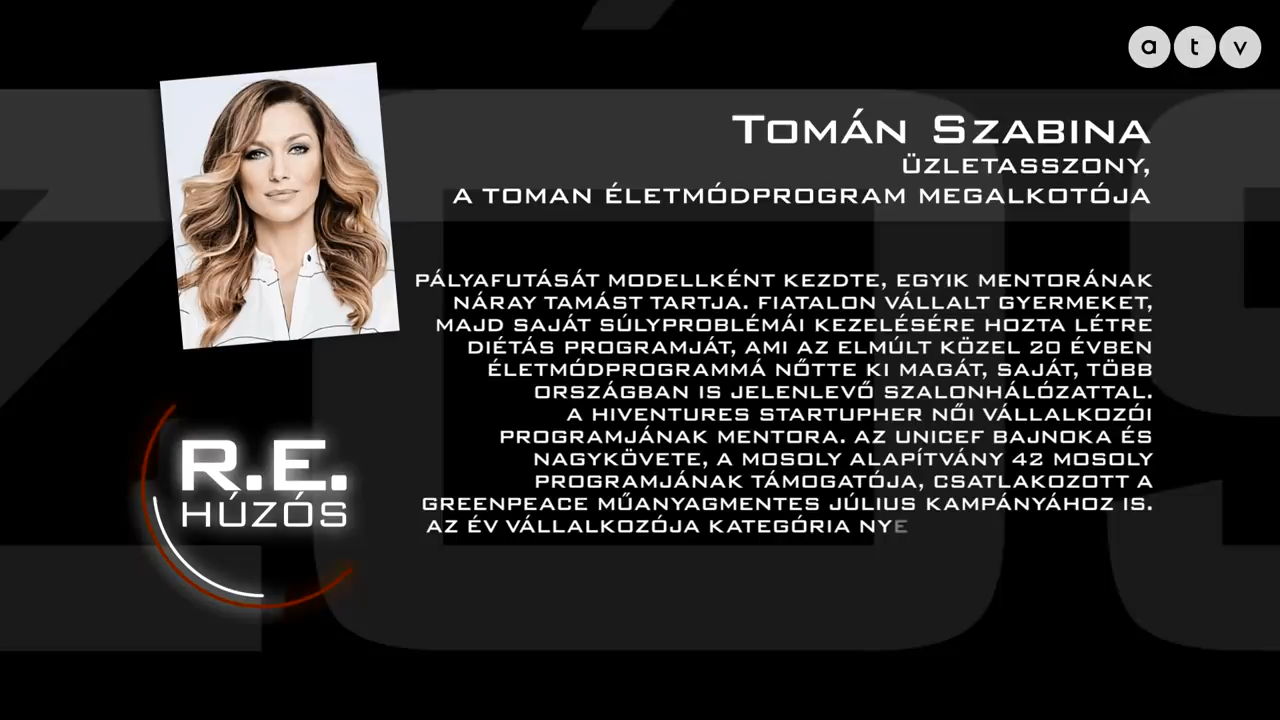 a t v
Tomán Szabina
ÜZLETASSZONY,
A TOMAN ÉLETMÓDPROGRAM MEGALKOTÓJA
PÁLYAFUTÁSÁT MODELLKÉNT KEZDTE, EGYIK MENTORÁNAK
NÁRAY TAMÁST TARTJA. FIATALON VÁLLALT GYERMEKET,
MAJD SAJÁT SÚLYPROBLÉMÁI KEZELÉSÉRE HOZTA LÉTRE
DIÉTÁS PROGRAMJÁT, AMI AZ ELMÚLT KÖZEL 20 ÉVBEN
ÉLETMÓDPROGRAMMÁ NŐTTE KI MAGÁT, SAJÁT, TÖBB
ORSZÁGBAN IS JELENLEVŐ SZALONHÁLÓZATTAL.
A HIVENTURES STARTUPHER NŐI VÁLLALKOZÓI
PROGRAMJÁNAK MENTORA. AZ UNICEF BAJNOKA ÉS
NAGYKÖVETE, A MOSOLY ALAPÍTVÁNY 42 MOSOLY
PROGRAMJÁNAK TÁMOGATÓJA, CSATLAKOZOTT A
GREENPEACE MŰANYAGMENTES JÚLIUS KAMPÁNYÁHOZ IS.
AZ ÉV VÁLLALKOZÓJA KATEGÓRIA NYE
R.E.
HÚZÓS